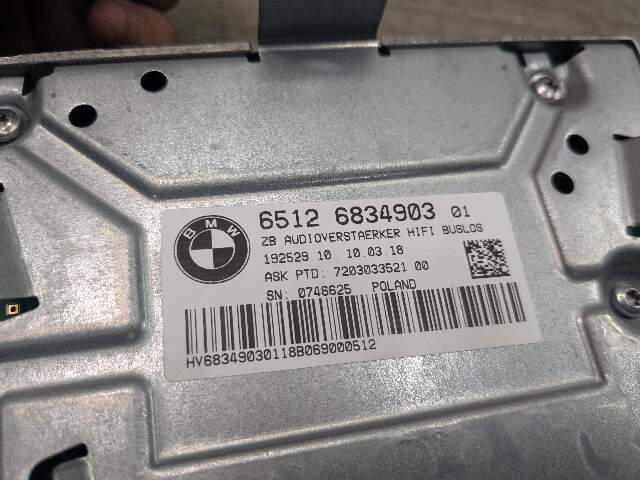 BMW
6512 6834903 01
ZB AUDIOVERSTAERKER HIFI BUSLOS
192529 10 10.03.18
ASK PTD: 7203033521 00
SN: 0746625 POLAND
HV68349030118B069000512